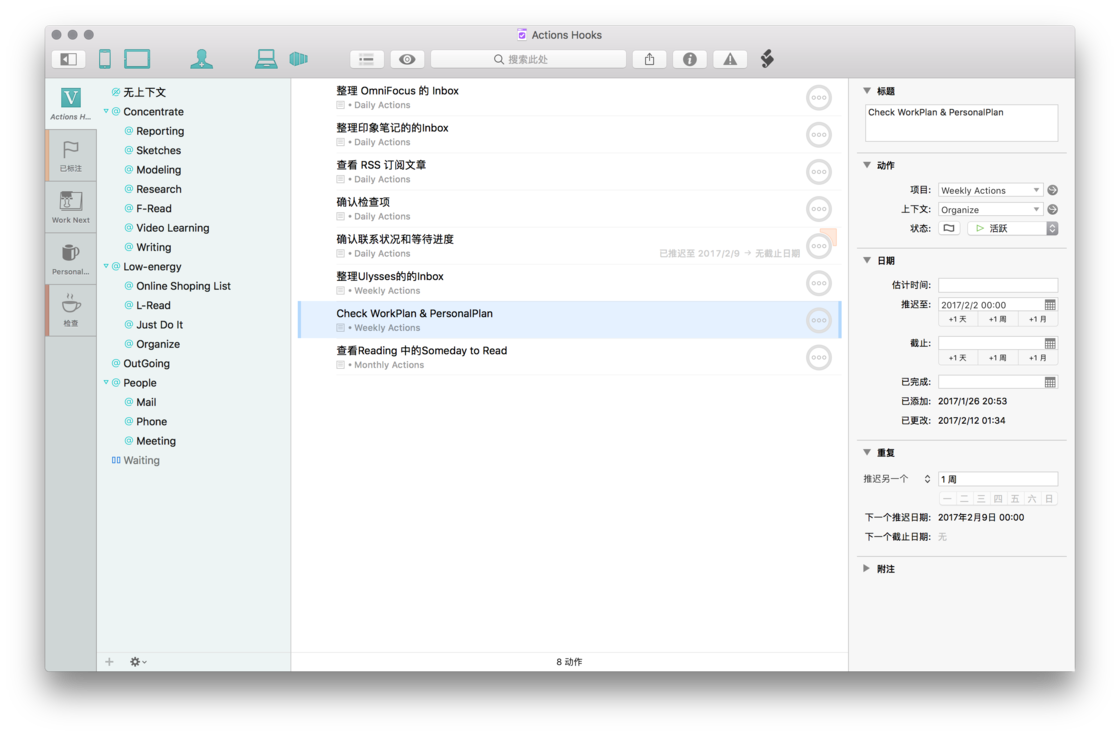 Actions Hooks
搜索此处
V
Actions H...
已标注
Work Next
Personal...
检查
无上下文
@ Concentrate
@ Reporting
@ Sketches
@ Modeling
@ Research
@ F-Read
@ Video Learning
@ Writing
@ Low-energy
@ Online Shoping List
@ L-Read
@ Just Do It
@ Organize
@ OutGoing
@ People
@ Mail
@ Phone
@ Meeting
Waiting
整理 OmniFocus 的 Inbox
• Daily Actions
整理印象笔记的的Inbox
• Daily Actions
查看 RSS 订阅文章
• Daily Actions
确认检查项
• Daily Actions
确认联系状况和等待进度
• Daily Actions 已推迟至 2017/2/9 → 无截止日期
整理Ulysses的的Inbox
• Weekly Actions
Check WorkPlan & PersonalPlan
• Weekly Actions
查看Reading 中的Someday to Read
• Monthly Actions
8 动作
标题
Check WorkPlan & PersonalPlan
动作
项目: Weekly Actions
上下文: Organize
状态: 活跃
日期
估计时间:
推迟至: 2017/2/2 00:00
+1 天 +1 周 +1 月
截止:
+1 天 +1 周 +1 月
已完成:
已添加: 2017/1/26 20:53
已更改: 2017/2/12 01:34
重复
推迟另一个 1 周
一 二 三 四 五 六 日
下一个推迟日期: 2017年2月9日 00:00
下一个截止日期: 无
附注